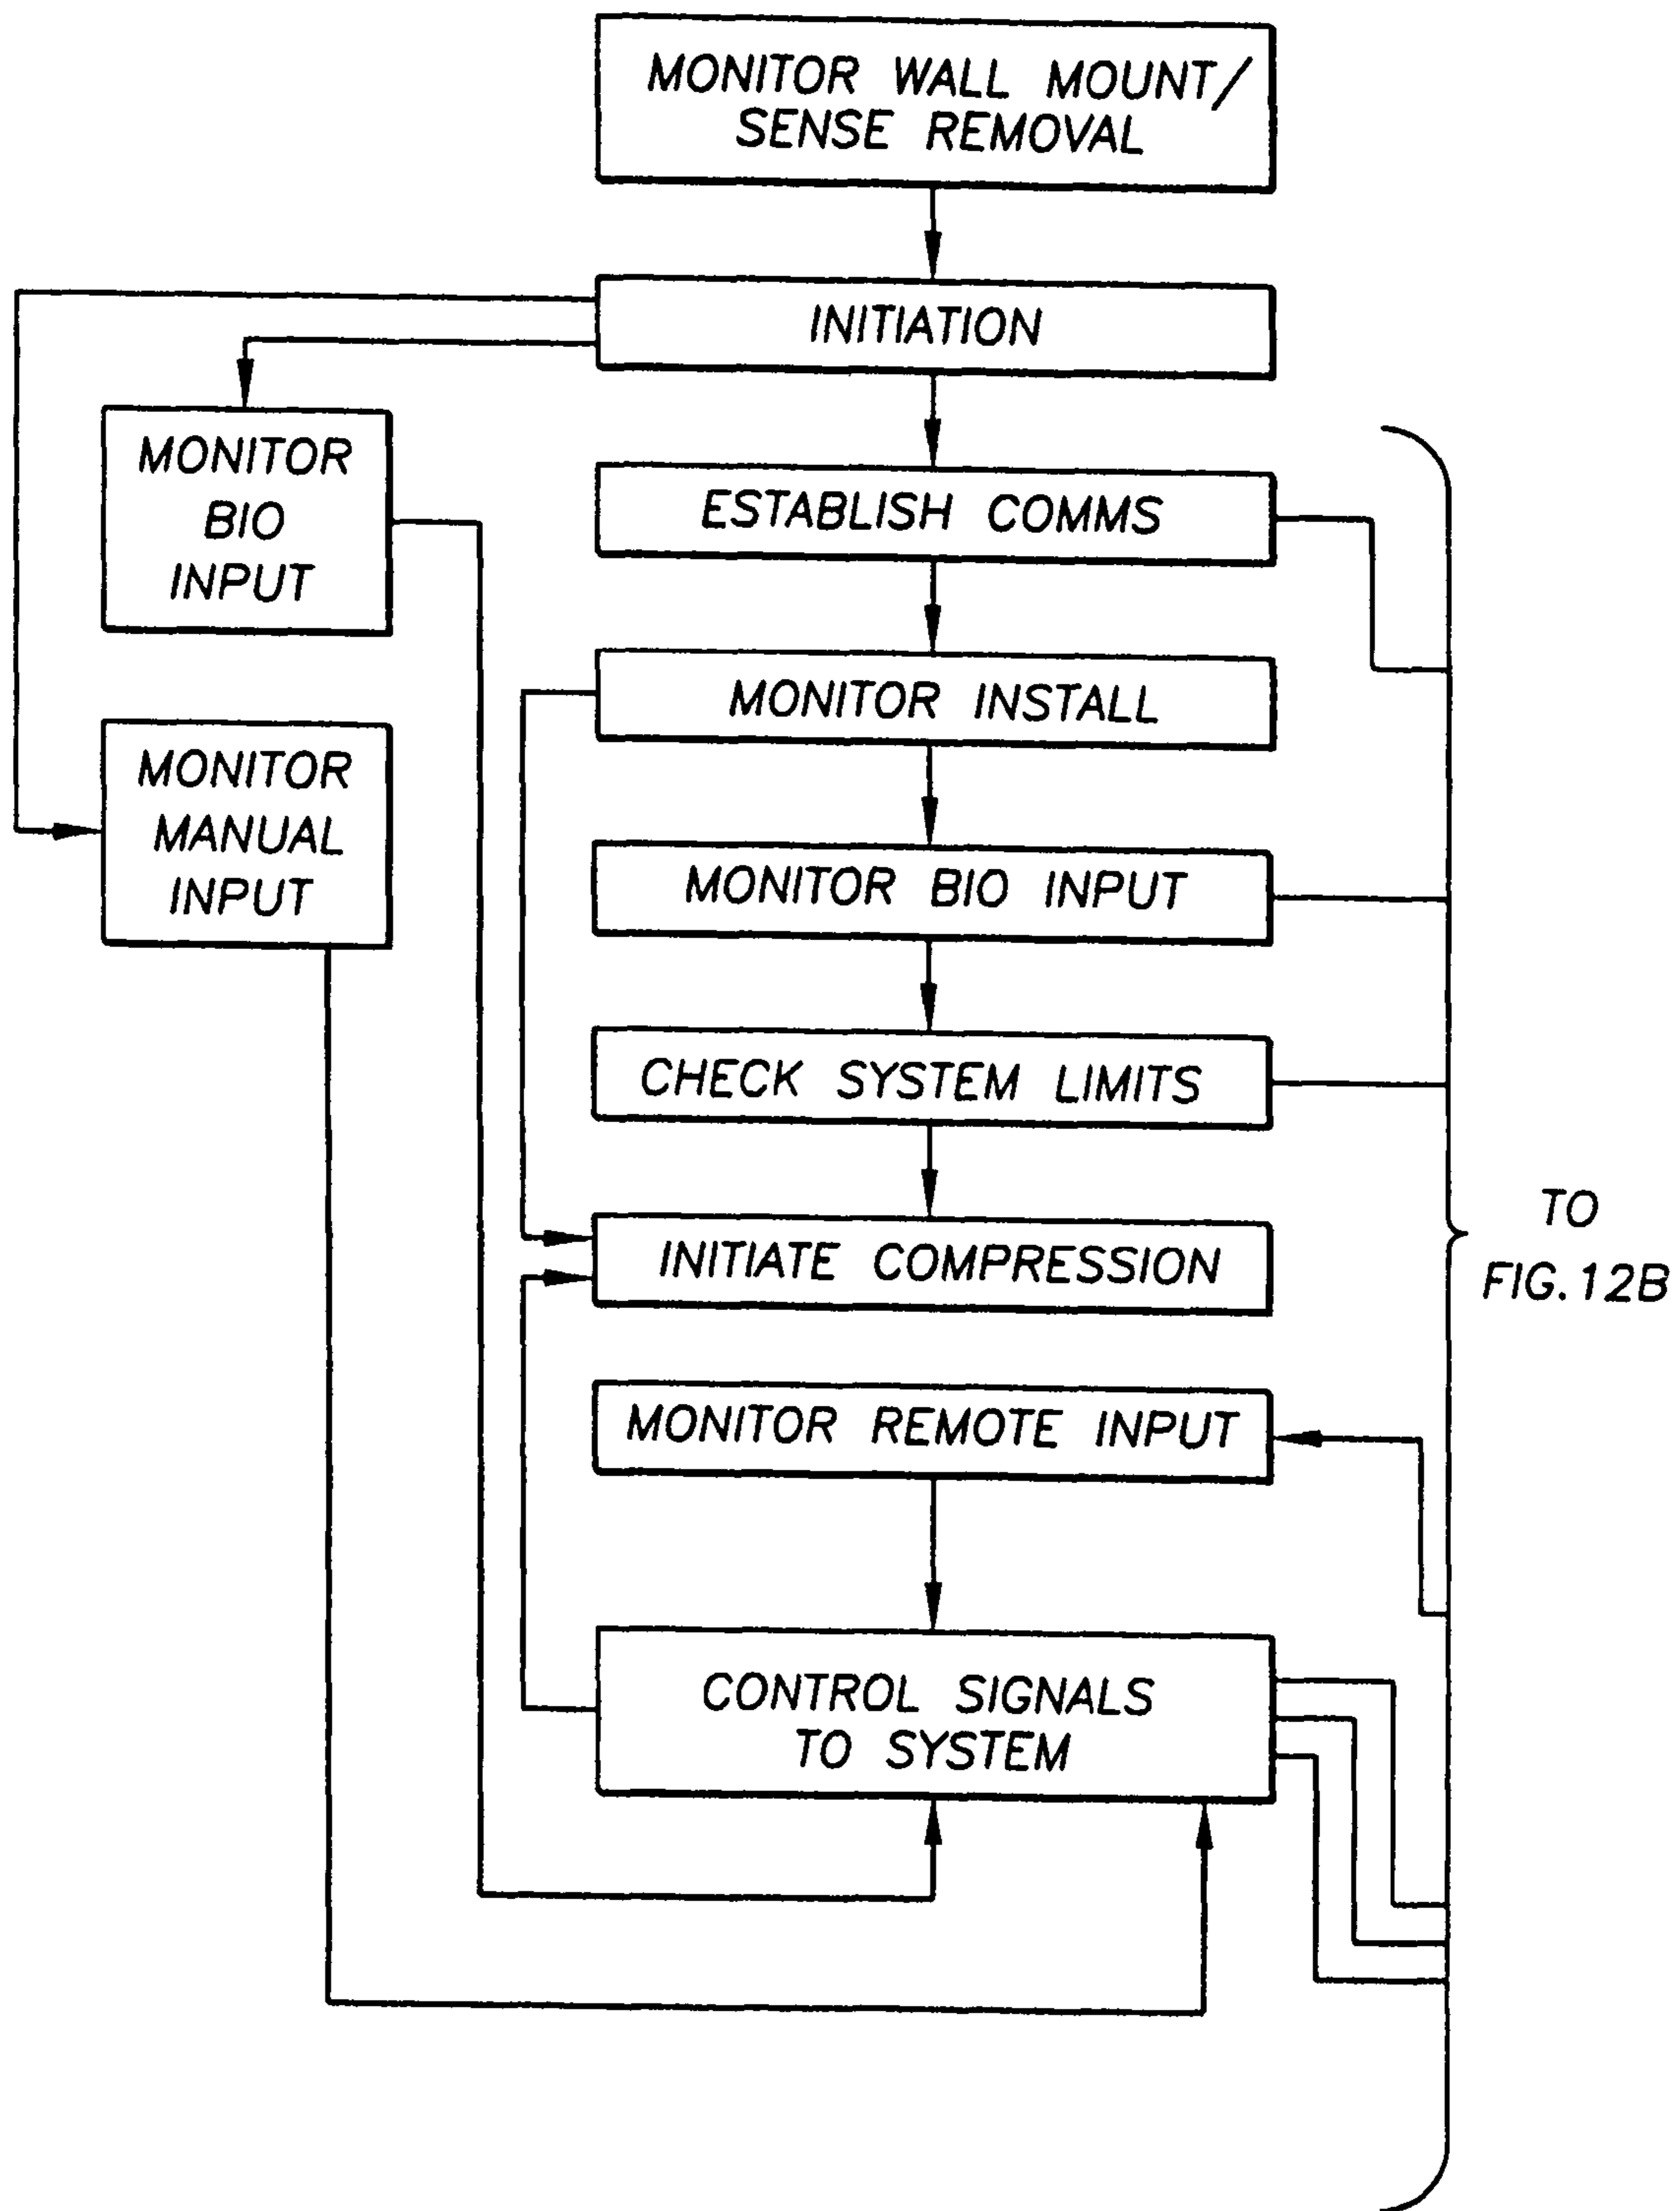 MONITOR WALL MOUNT/
SENSE REMOVAL
INITIATION
MONITOR
BIO
INPUT
ESTABLISH COMMS
MONITOR INSTALL
MONITOR
MANUAL
INPUT
MONITOR BIO INPUT
CHECK SYSTEM LIMITS
INITIATE COMPRESSION
TO
FIG. 12B
MONITOR REMOTE INPUT
CONTROL SIGNALS
TO SYSTEM